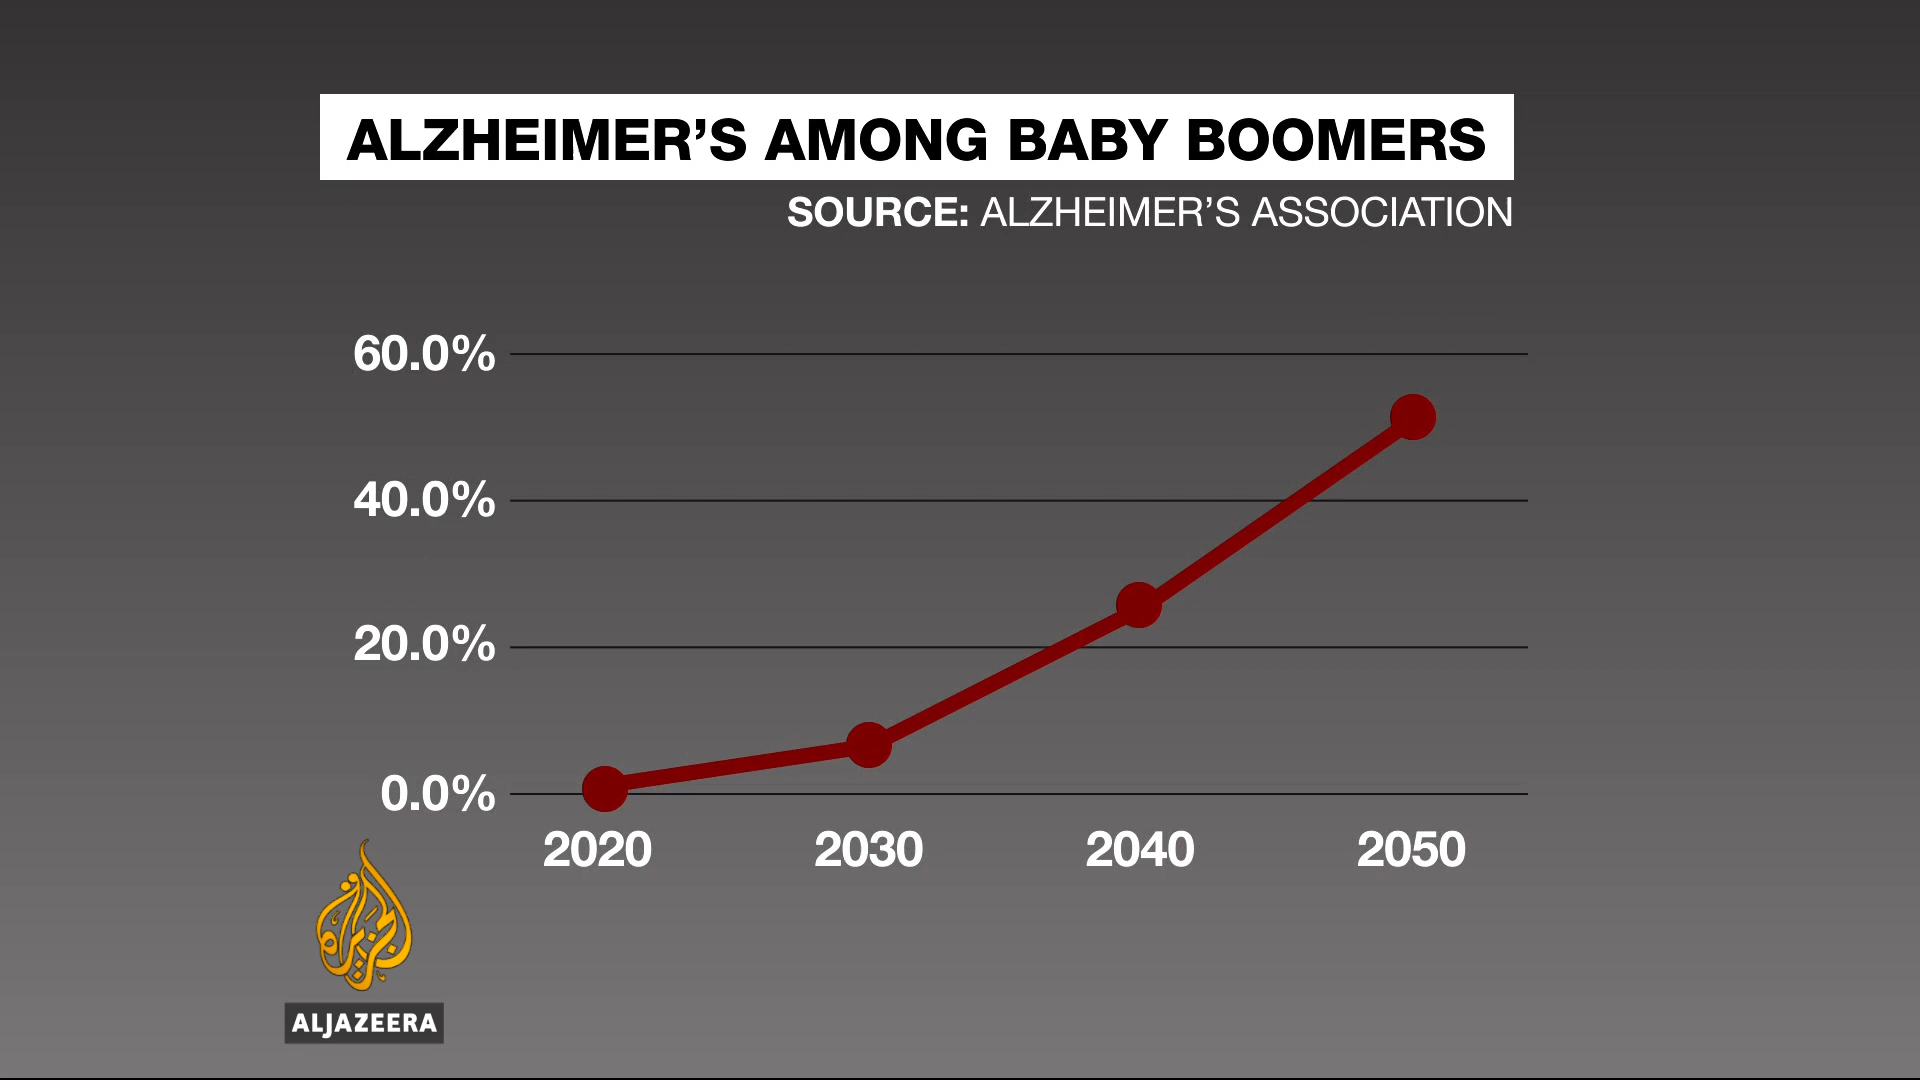 ALZHEIMER’S AMONG BABY BOOMERS
SOURCE: ALZHEIMER’S ASSOCIATION
60.0%
40.0%
20.0%
0.0%
2020 2030 2040 2050
الجزيرة
ALJAZEERA